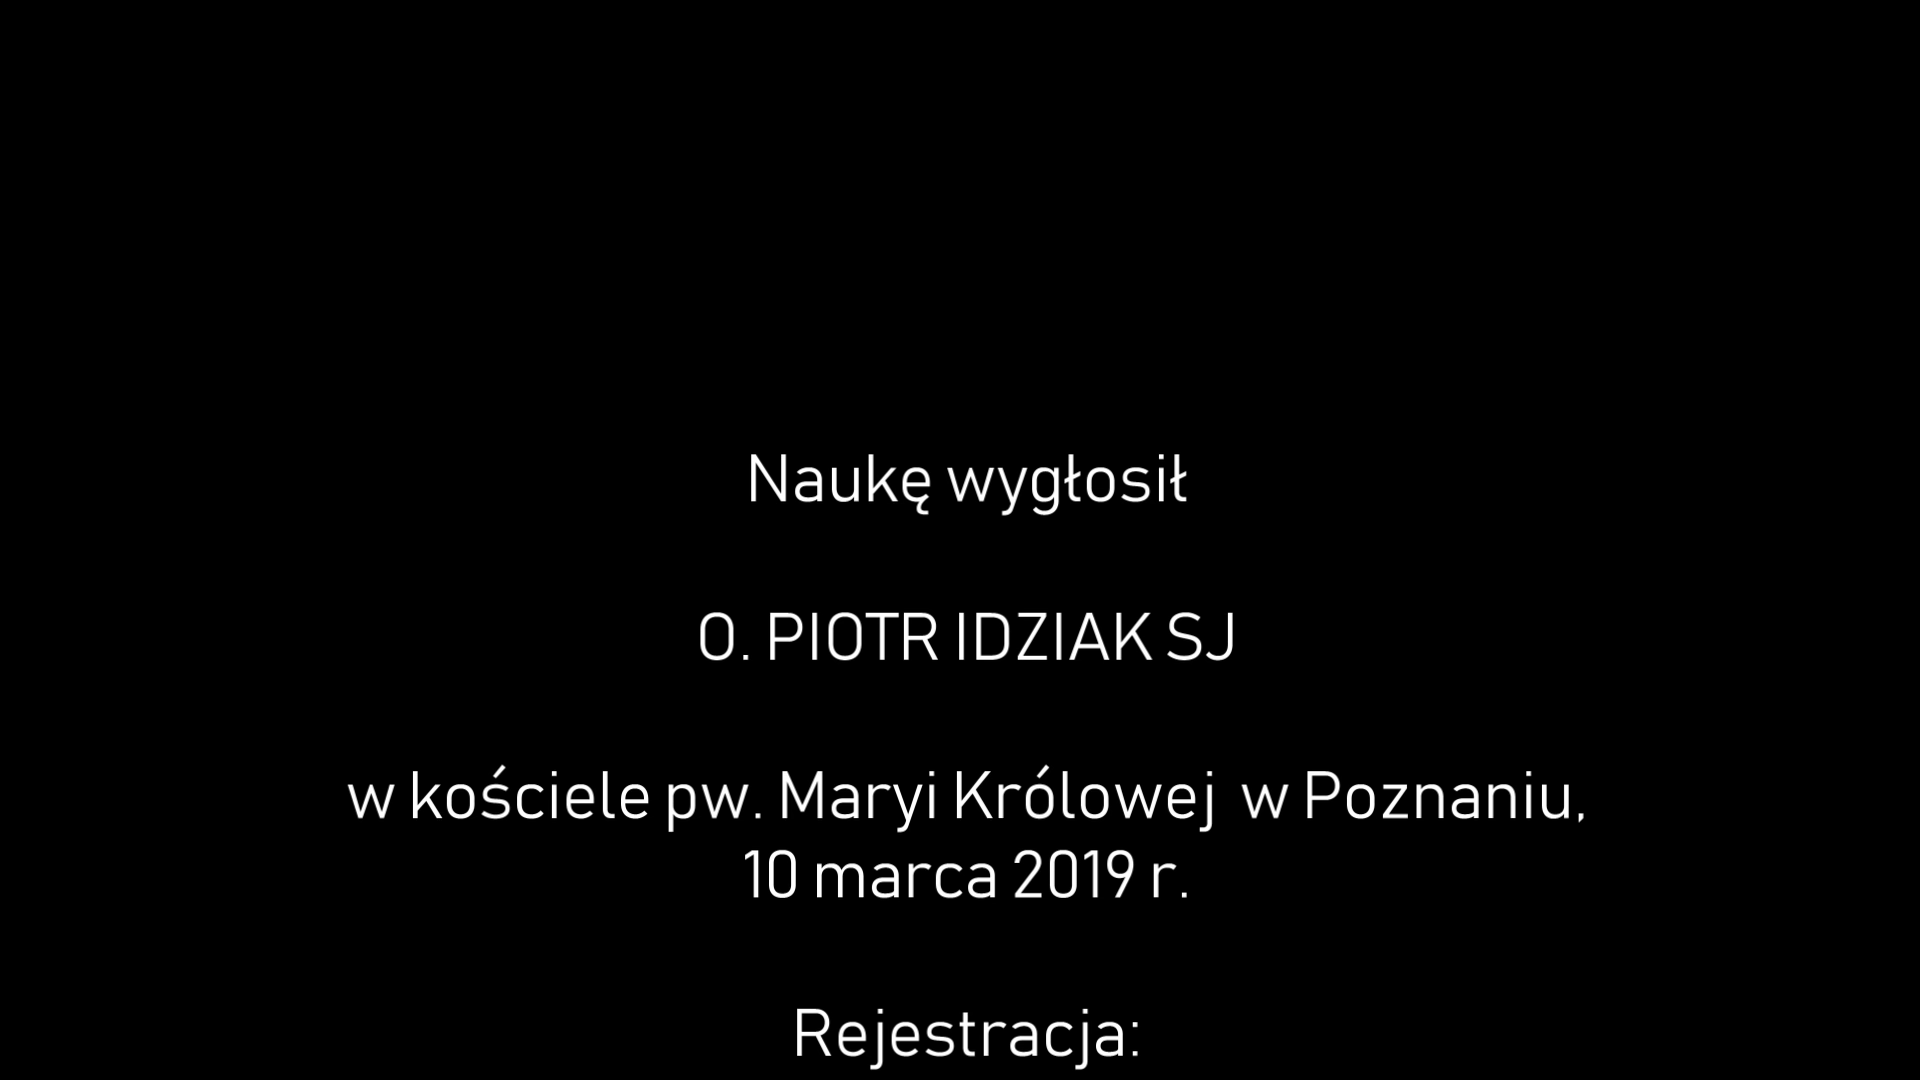 Naukę wygłosił
O. PIOTR IDZIAK SJ
w kościele pw. Maryi Królowej w Poznaniu,
10 marca 2019 r.
Rejestracja: